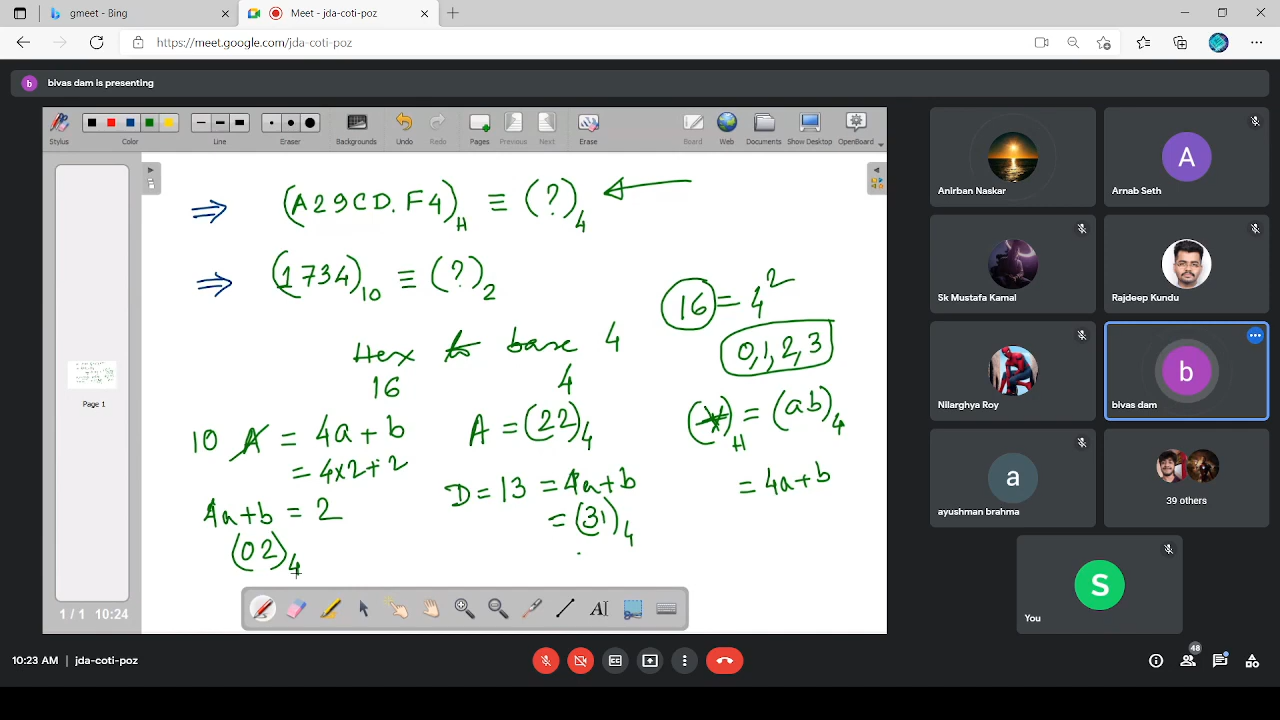 gmeet - Bing
Meet - jda-coti-poz
https://meet.google.com/jda-coti-poz
b
bivas dam is presenting
Stylus
Color
Line
Eraser
Backgrounds
Undo
Redo
Pages
Previous
Next
Erase
Board
Web
Documents
Show Desktop
OpenBoard
Page 1
1 / 1 10:24
⇒ (A29CD.F4)H ≡ (?)4 ←
⇒ (1734)10 ≡ (?)2
16 = 4²
0,1,2,3
Hex to base 4
16 4
(X)H = (ab)4
= 4a+b
10 A = 4a+b
= 4x2+2
A = (22)4
4a+b = 2
(02)4
D = 13 = 4a+b
= (31)4
Anirban Naskar
A
Arnab Seth
Sk Mustafa Kamal
Rajdeep Kundu
Nilarghya Roy
b
bivas dam
a
ayushman brahma
39 others
S
You
10:23 AM | jda-coti-poz
48